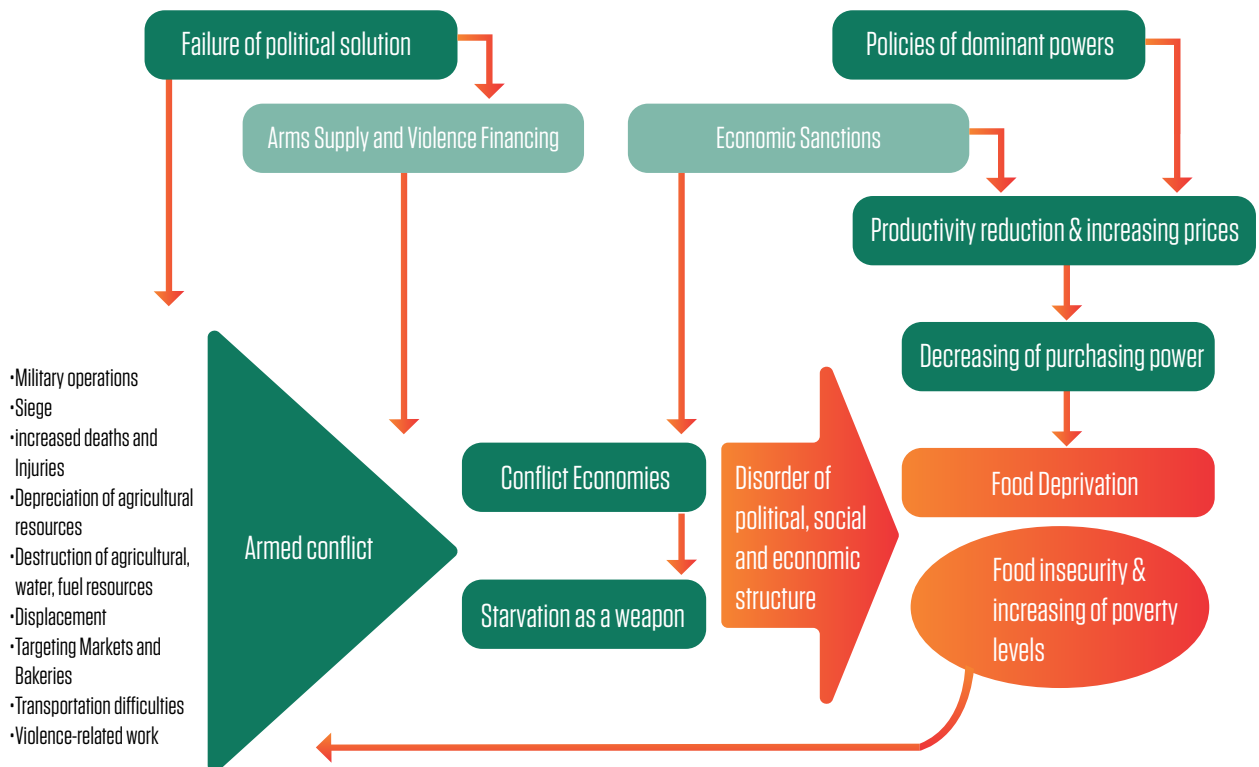 Failure of political solution
Policies of dominant powers
Arms Supply and Violence Financing
Economic Sanctions
Productivity reduction & increasing prices
Decreasing of purchasing power
•Military operations
•Siege
•increased deaths and
Injuries
•Depreciation of agricultural
resources
•Destruction of agricultural,
water, fuel resources
•Displacement
•Targeting Markets and
Bakeries
•Transportation difficulties
•Violence-related work
Armed conflict
Conflict Economies
Starvation as a weapon
Disorder of
political, social
and economic
structure
Food Deprivation
Food insecurity &
increasing of poverty
levels